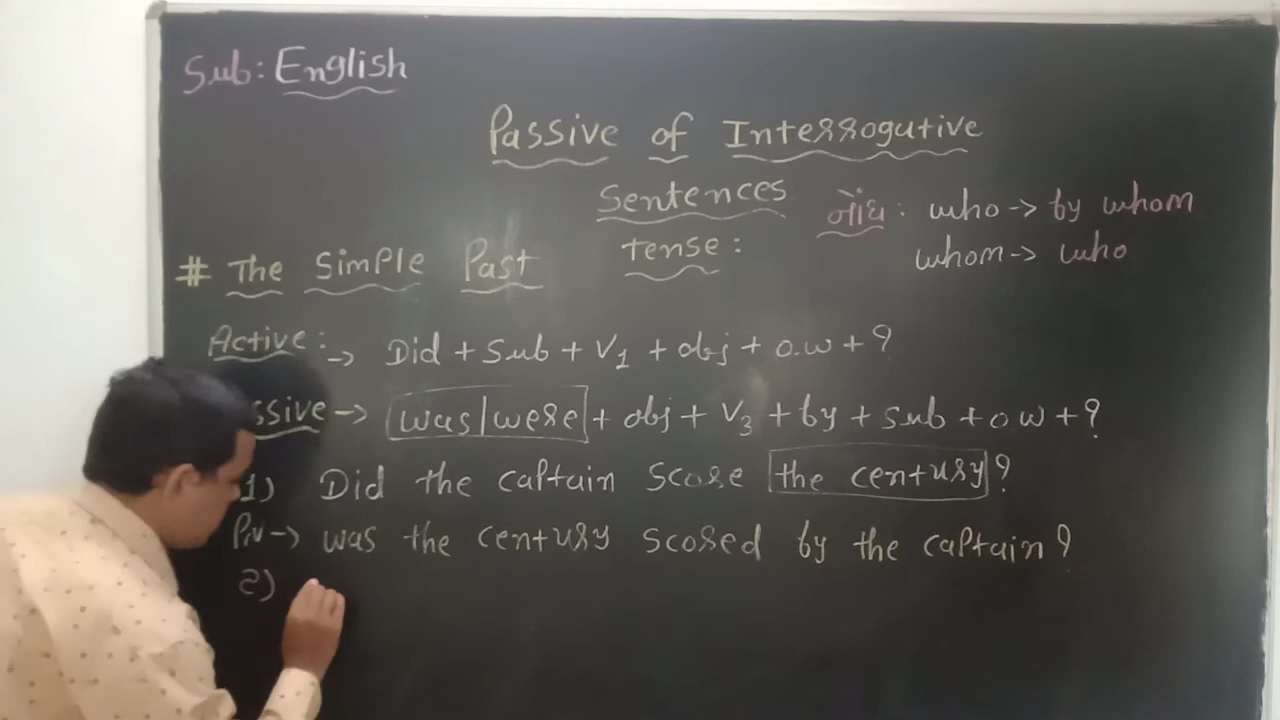 Sub: English
Passive of Interrogative
Sentences
નોંધ: who -> by whom
whom -> who
# The Simple Past tense:
Active: -> Did + Sub + V1 + obj + o.w + ?
ssive -> was/were + obj + V3 + by + sub + o.w + ?
1) Did the captain score the century?
P.V -> was the century scored by the captain?
2)